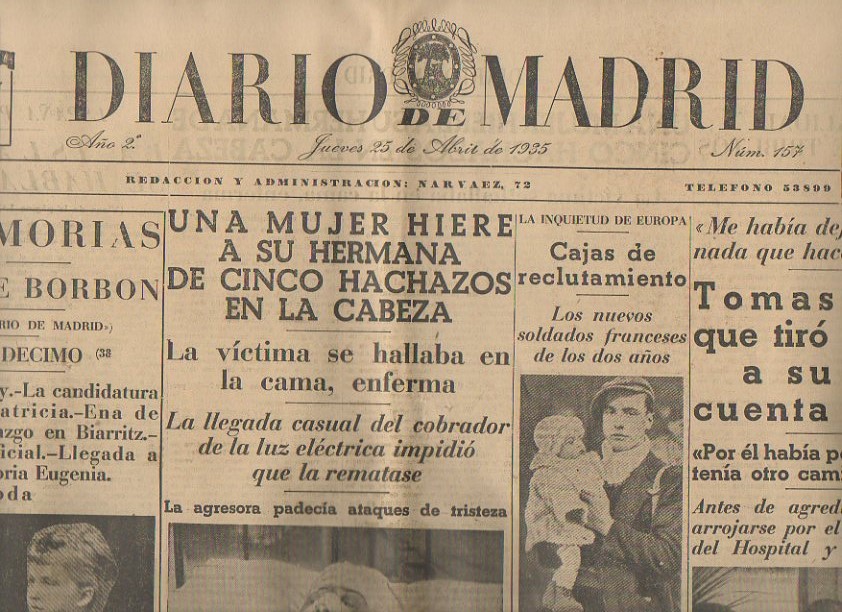 DIARIO DE MADRID
Año 2.º
Jueves 25 de Abril de 1935
Núm. 157
REDACCION Y ADMINISTRACION: NARVAEZ, 72
TELEFONO 53899
MORIAS
E BORBON
RIO DE MADRID»)
DECIMO (38
y.-La candidatura
atricia.-Ena de
azgo en Biarritz.-
icial.-Llegada a
oria Eugenia.
oda
UNA MUJER HIERE
A SU HERMANA
DE CINCO HACHAZOS
EN LA CABEZA
La víctima se hallaba en
la cama, enferma
La llegada casual del cobrador
de la luz eléctrica impidió
que la rematase
La agresora padecía ataques de tristeza
LA INQUIETUD DE EUROPA
Cajas de
reclutamiento
Los nuevos
soldados franceses
de los dos años
«Me había dej
nada que hac
Tomas
que tiró
a su
cuenta
«Por él había p
tenía otro cam
Antes de agredi
arrojarse por el
del Hospital y